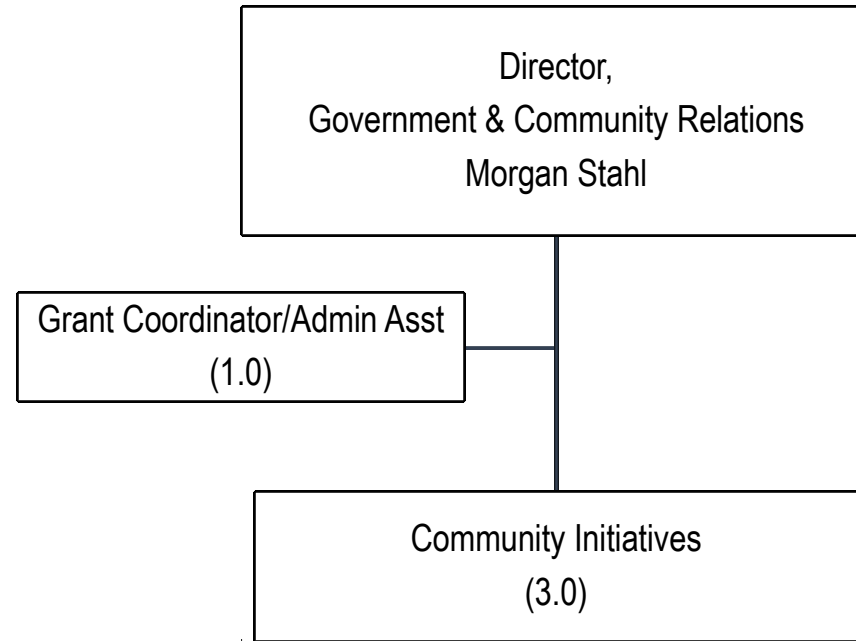 Director,
Government & Community Relations
Morgan Stahl
Grant Coordinator/Admin Asst
(1.0)
Community Initiatives
(3.0)